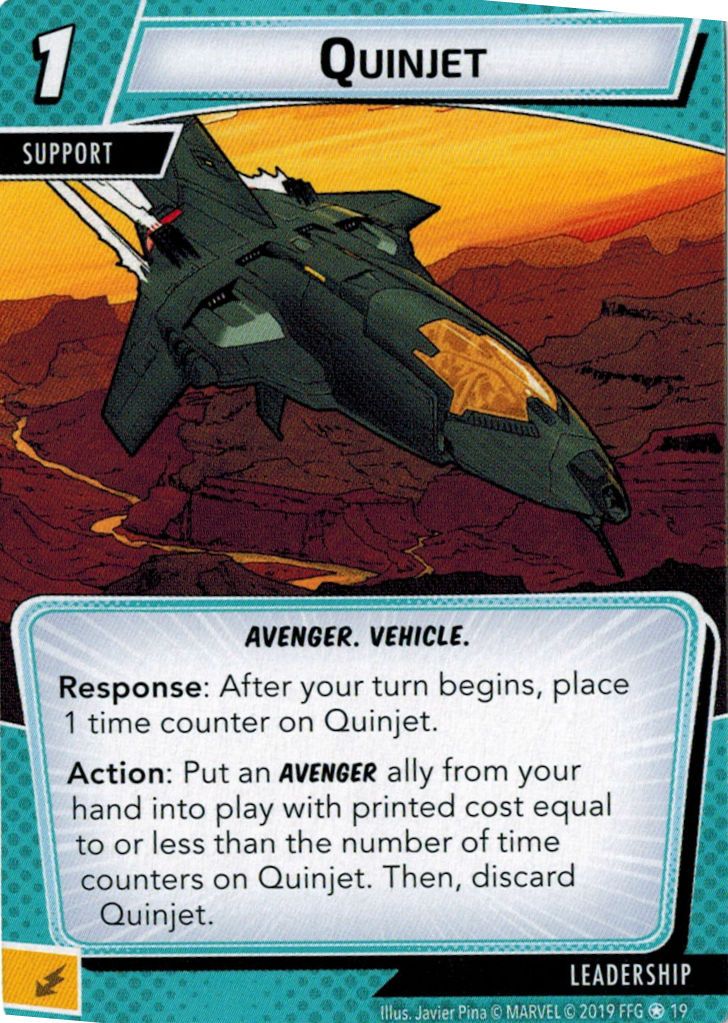 1
QUINJET
SUPPORT
AVENGER. VEHICLE.
Response: After your turn begins, place
1 time counter on Quinjet.
Action: Put an AVENGER ally from your
hand into play with printed cost equal
to or less than the number of time
counters on Quinjet. Then, discard
Quinjet.
LEADERSHIP
Illus. Javier Pina © MARVEL © 2019 FFG 19